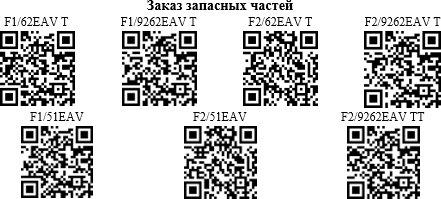 Заказ запасных частей
F1/62EAV T F1/9262EAV T F2/62EAV T F2/9262EAV T
F1/51EAV F2/51EAV F2/9262EAV TT